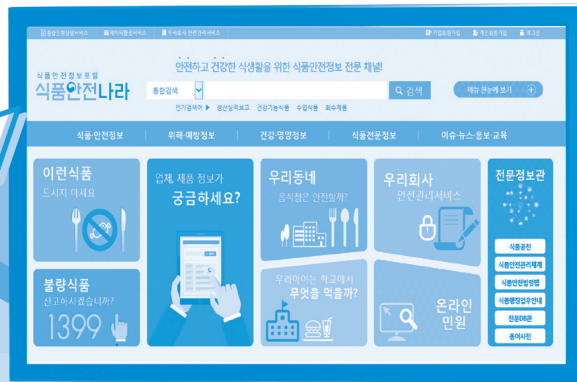 통합민원상담서비스 해외직구정보서비스 우리회사 안전관리서비스
기업회원가입 개인회원가입 로그인
안전하고 건강한 식생활을 위한 식품안전정보 전문 채널!
식품안전정보포털
식품안전나라
통합검색 검색 메뉴 한눈에 보기
인기검색어 ▶ 생산실적보고 건강기능식품 수입식품 회수제품
식품·안전정보 위해·예방정보 건강·영양정보 식품전문정보 이슈·뉴스·홍보·교육
이런식품
드시지 마세요
업체, 제품 정보가
궁금하세요?
우리동네
음식점은 안전할까?
우리회사
안전관리서비스
전문정보관
식품공전
식품안전관리체계
식품안전법령맵
식품행정업무안내
전문DB관
용어사전
불량식품
신고하시겠습니까?
1399
우리아이는 학교에서
무엇을 먹을까?
온라인
민원